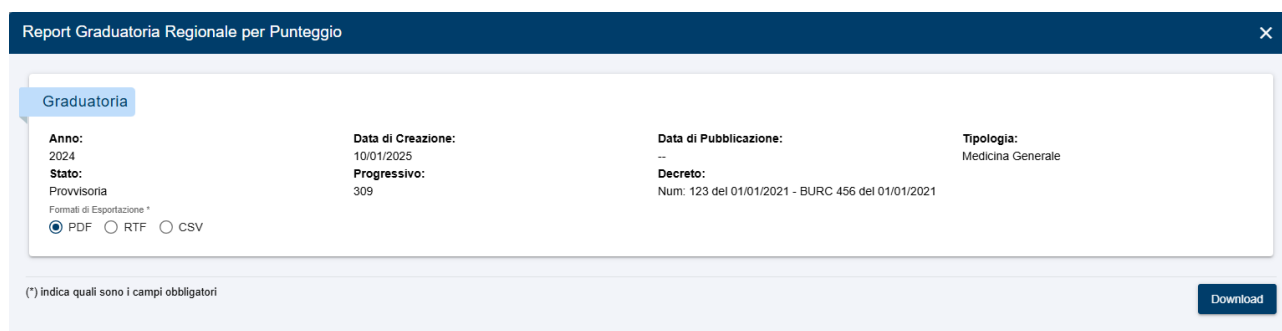 Report Graduatoria Regionale per Punteggio
Graduatoria
Anno: Data di Creazione: Data di Pubblicazione: Tipologia:
2024 10/01/2025 -- Medicina Generale
Stato: Progressivo: Decreto:
Provvisoria 309 Num: 123 del 01/01/2021 - BURC 456 del 01/01/2021
Formati di Esportazione *
PDF RTF CSV
(*) indica quali sono i campi obbligatori
Download